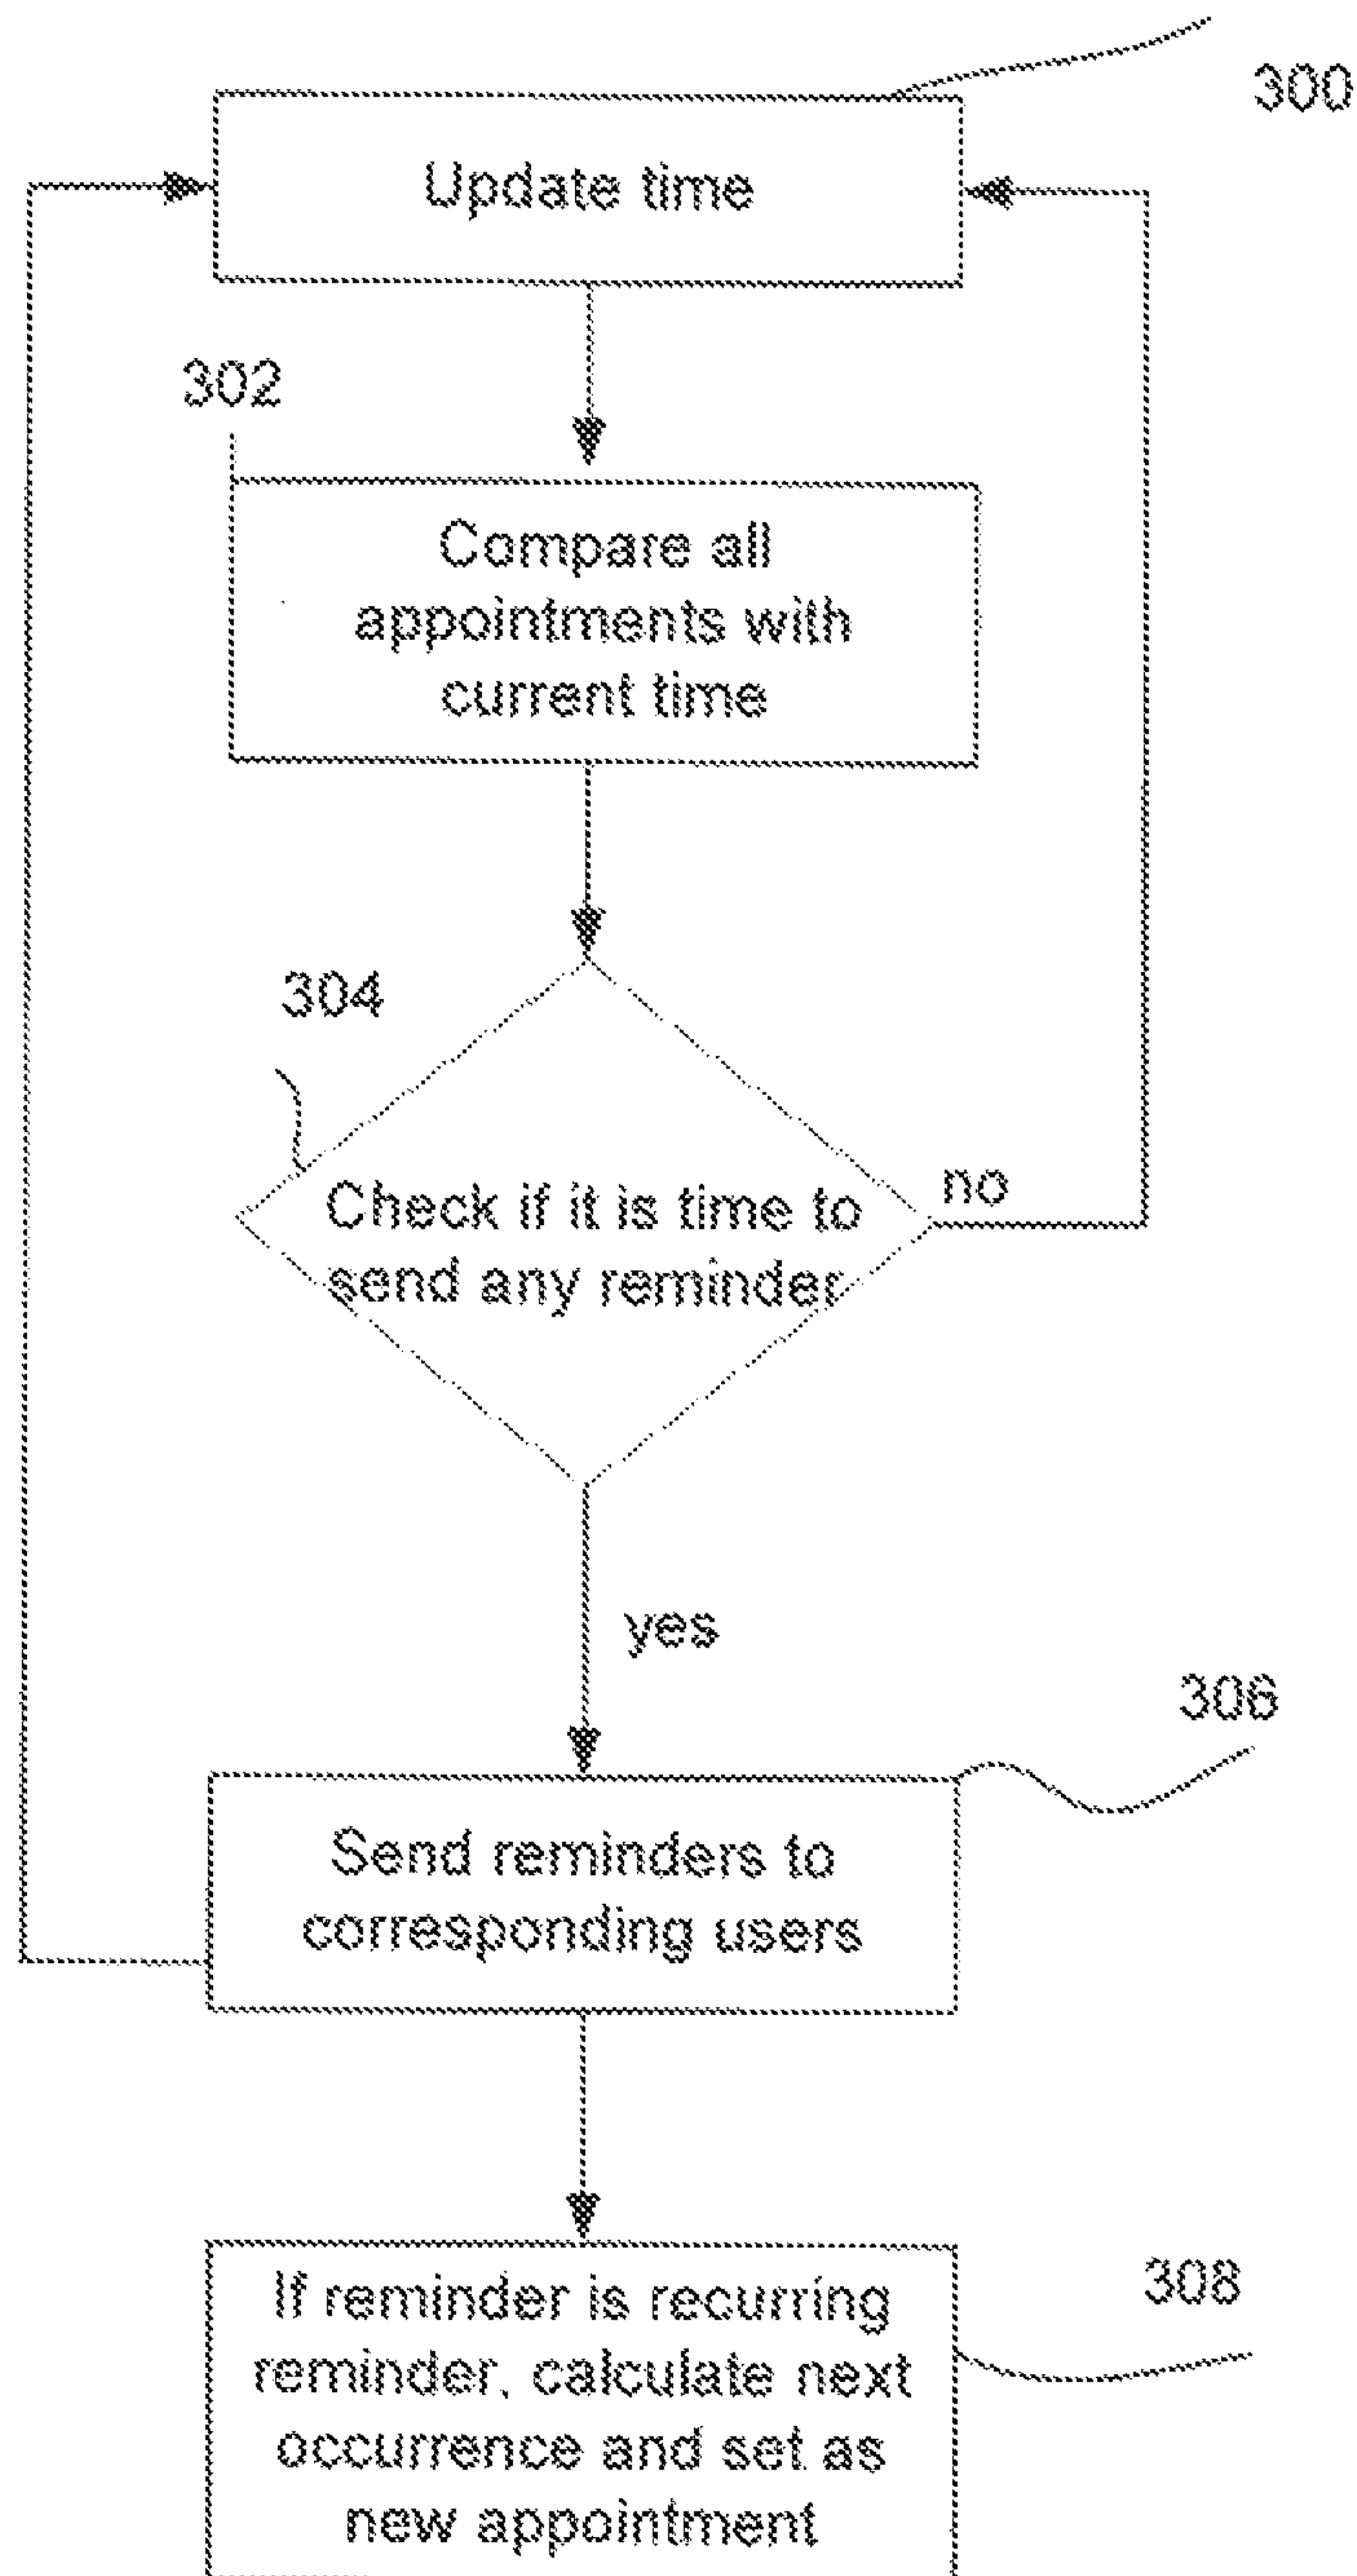 300
Update time
302
Compare all
appointments with
current time
304
Check if it is time to
send any reminder
no
yes
306
Send reminders to
corresponding users
308
If reminder is recurring
reminder, calculate next
occurrence and set as
new appointment